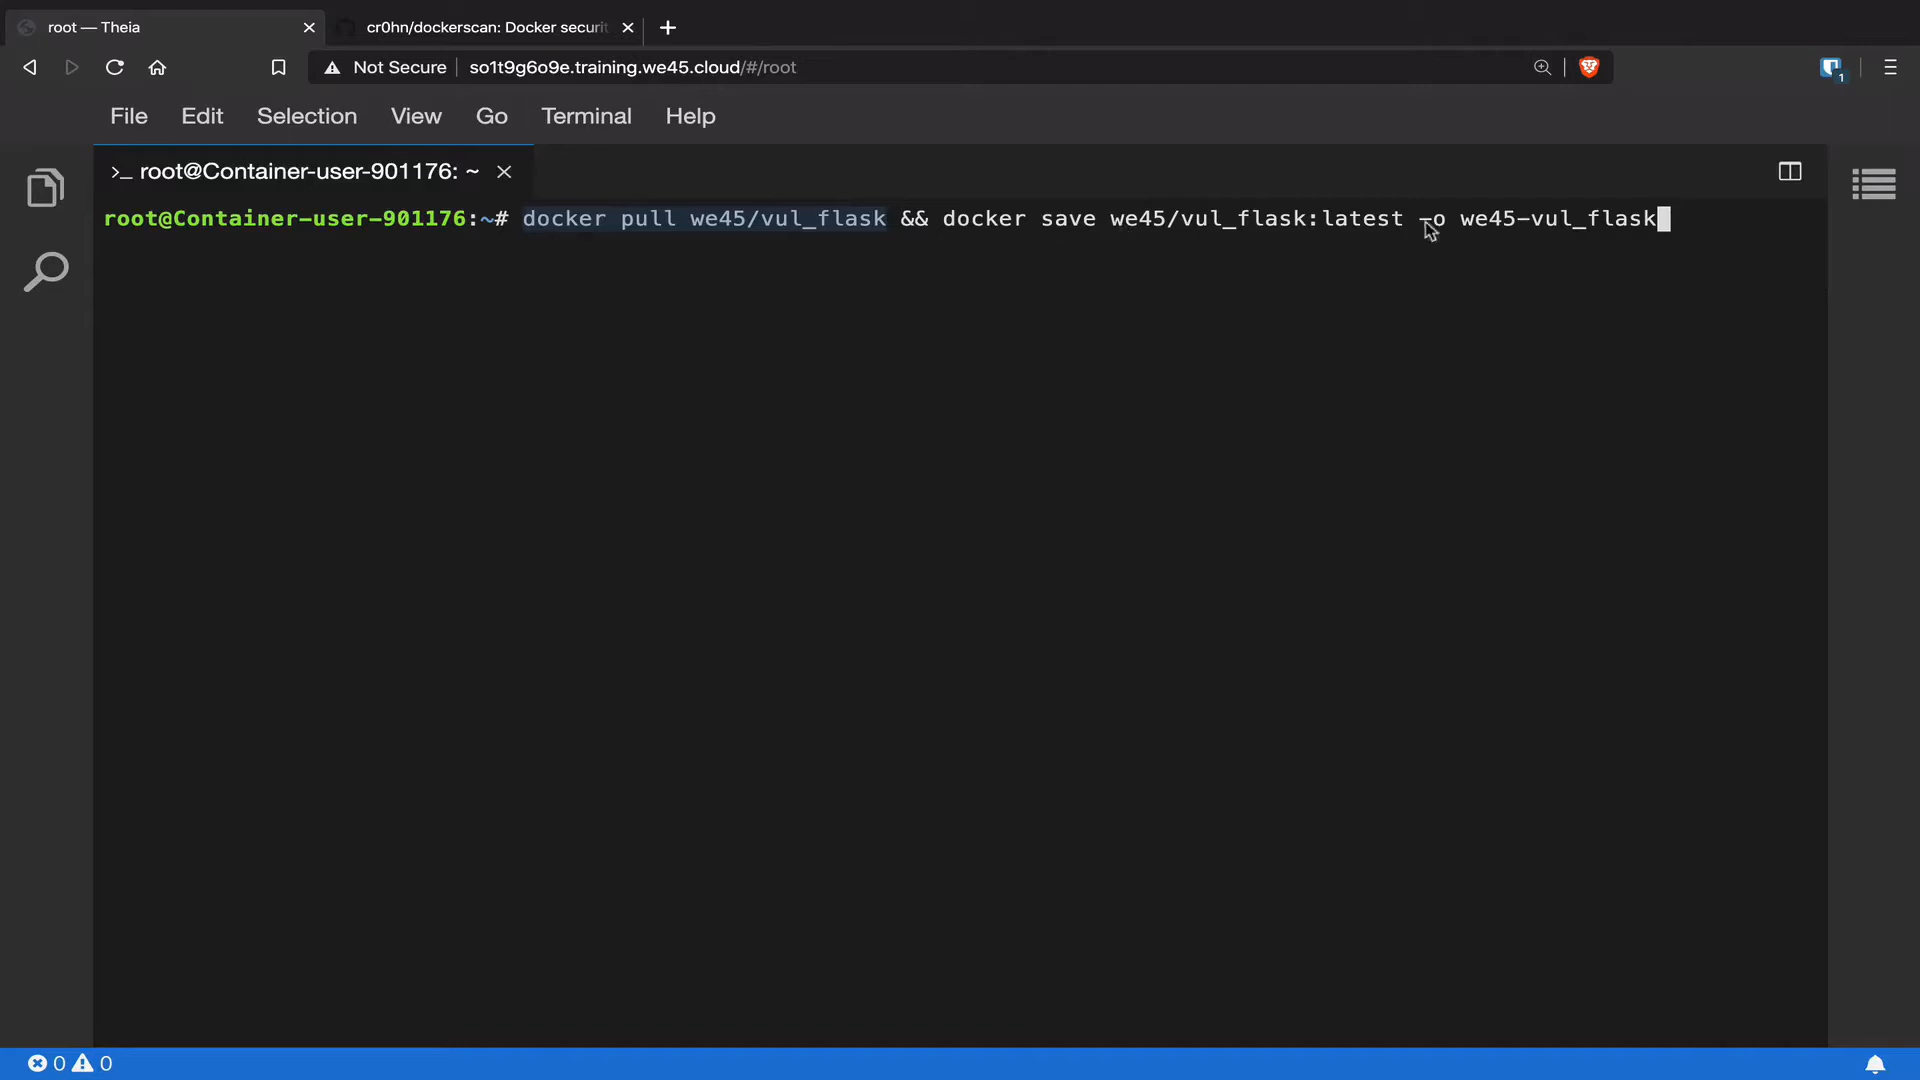 root — Theia
cr0hn/dockerscan: Docker securit
Not Secure
so1t9g6o9e.training.we45.cloud/#/root
1
File Edit Selection View Go Terminal Help
>_ root@Container-user-901176: ~
root@Container-user-901176:~# docker pull we45/vul_flask && docker save we45/vul_flask:latest -o we45-vul_flask
0 0